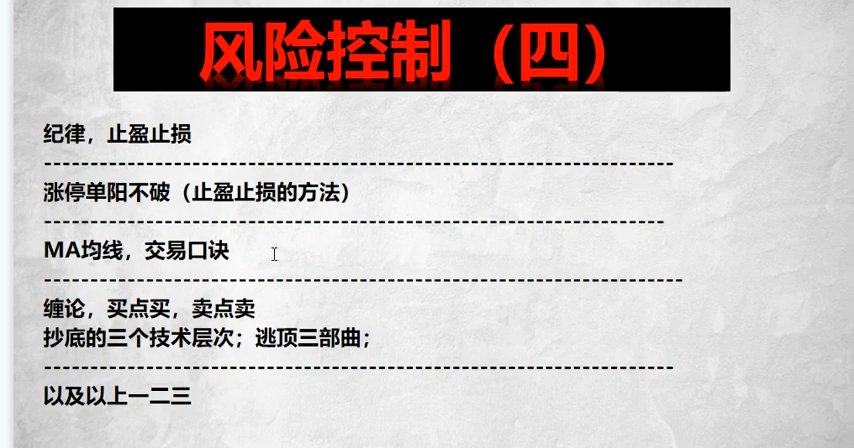 风险控制（四）
纪律，止盈止损
--------------------------------------------------------------------
涨停单阳不破（止盈止损的方法）
-------------------------------------------------------------------
MA均线，交易口诀
---------------------------------------------------------------------
缠论，买点买，卖点卖
抄底的三个技术层次；逃顶三部曲；
--------------------------------------------------------------------
以及以上一二三